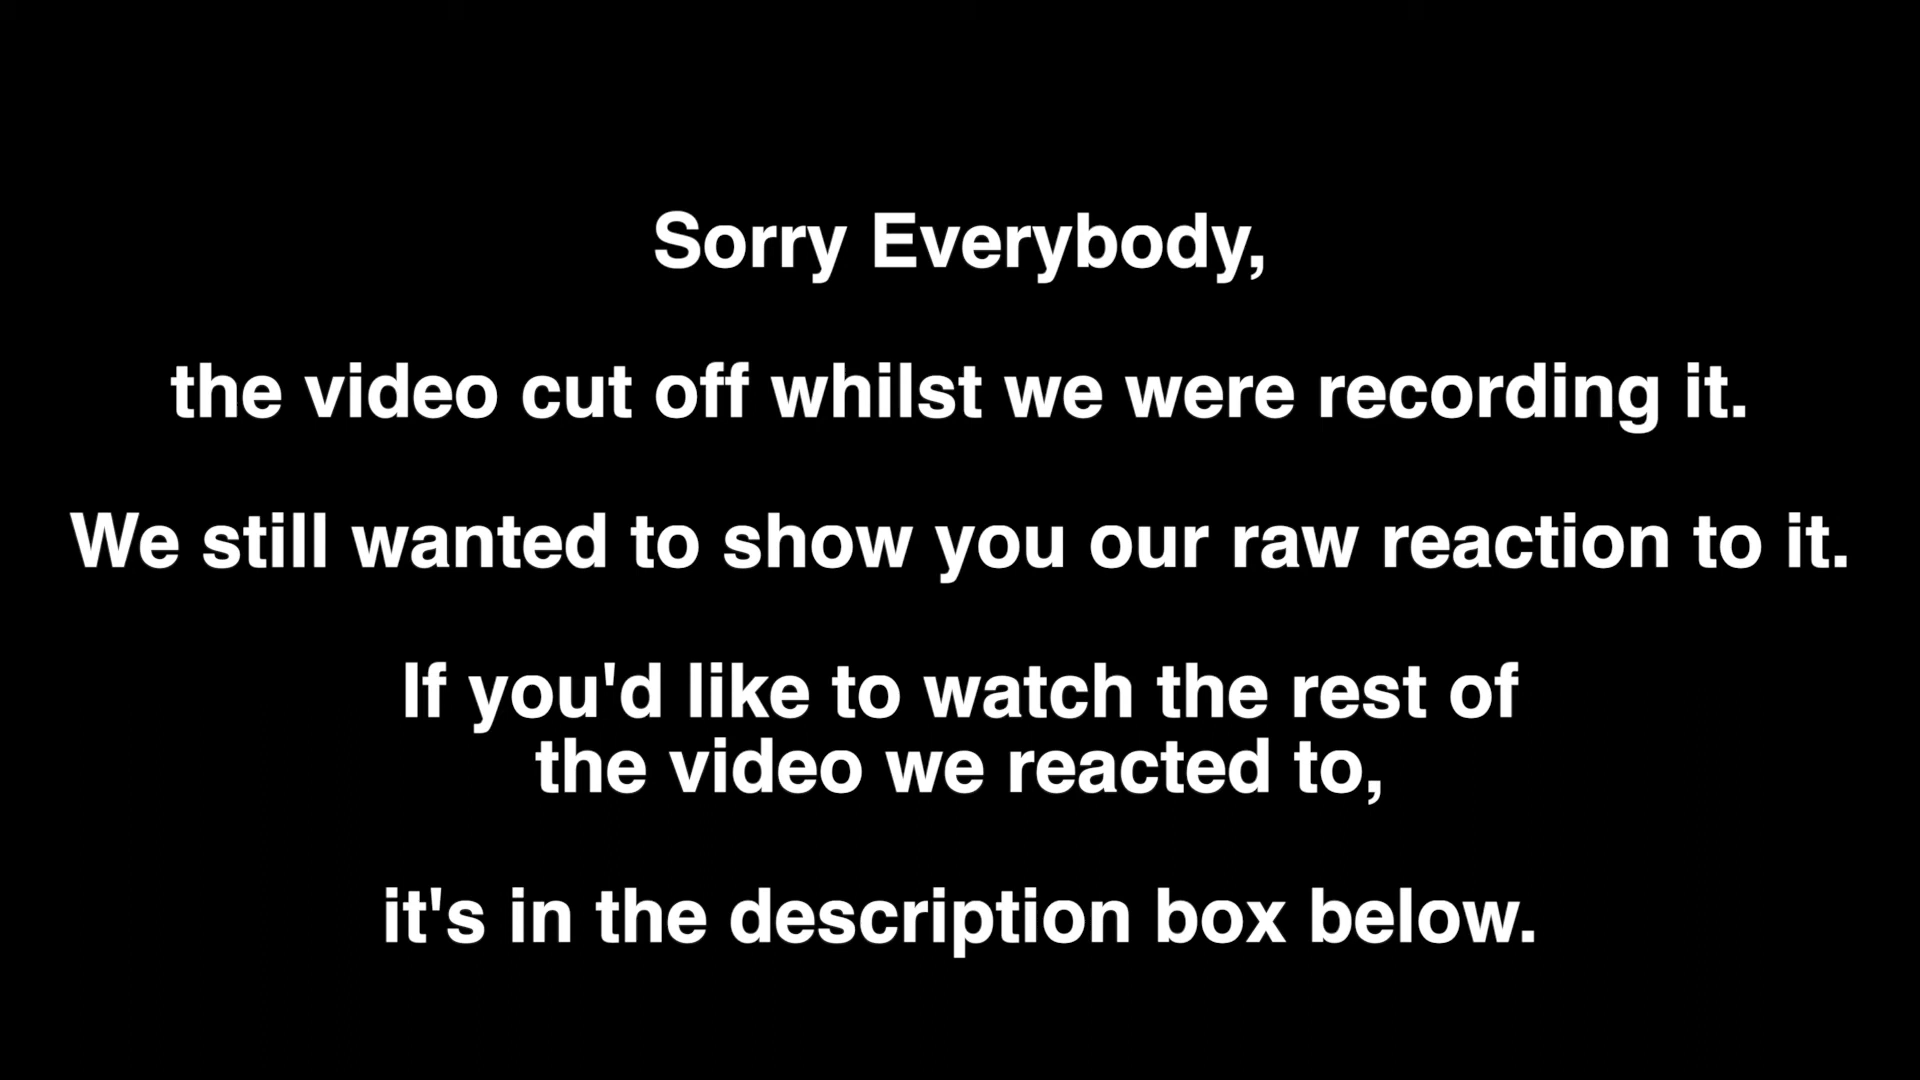 Sorry Everybody,
the video cut off whilst we were recording it.
We still wanted to show you our raw reaction to it.
If you'd like to watch the rest of
the video we reacted to,
it's in the description box below.